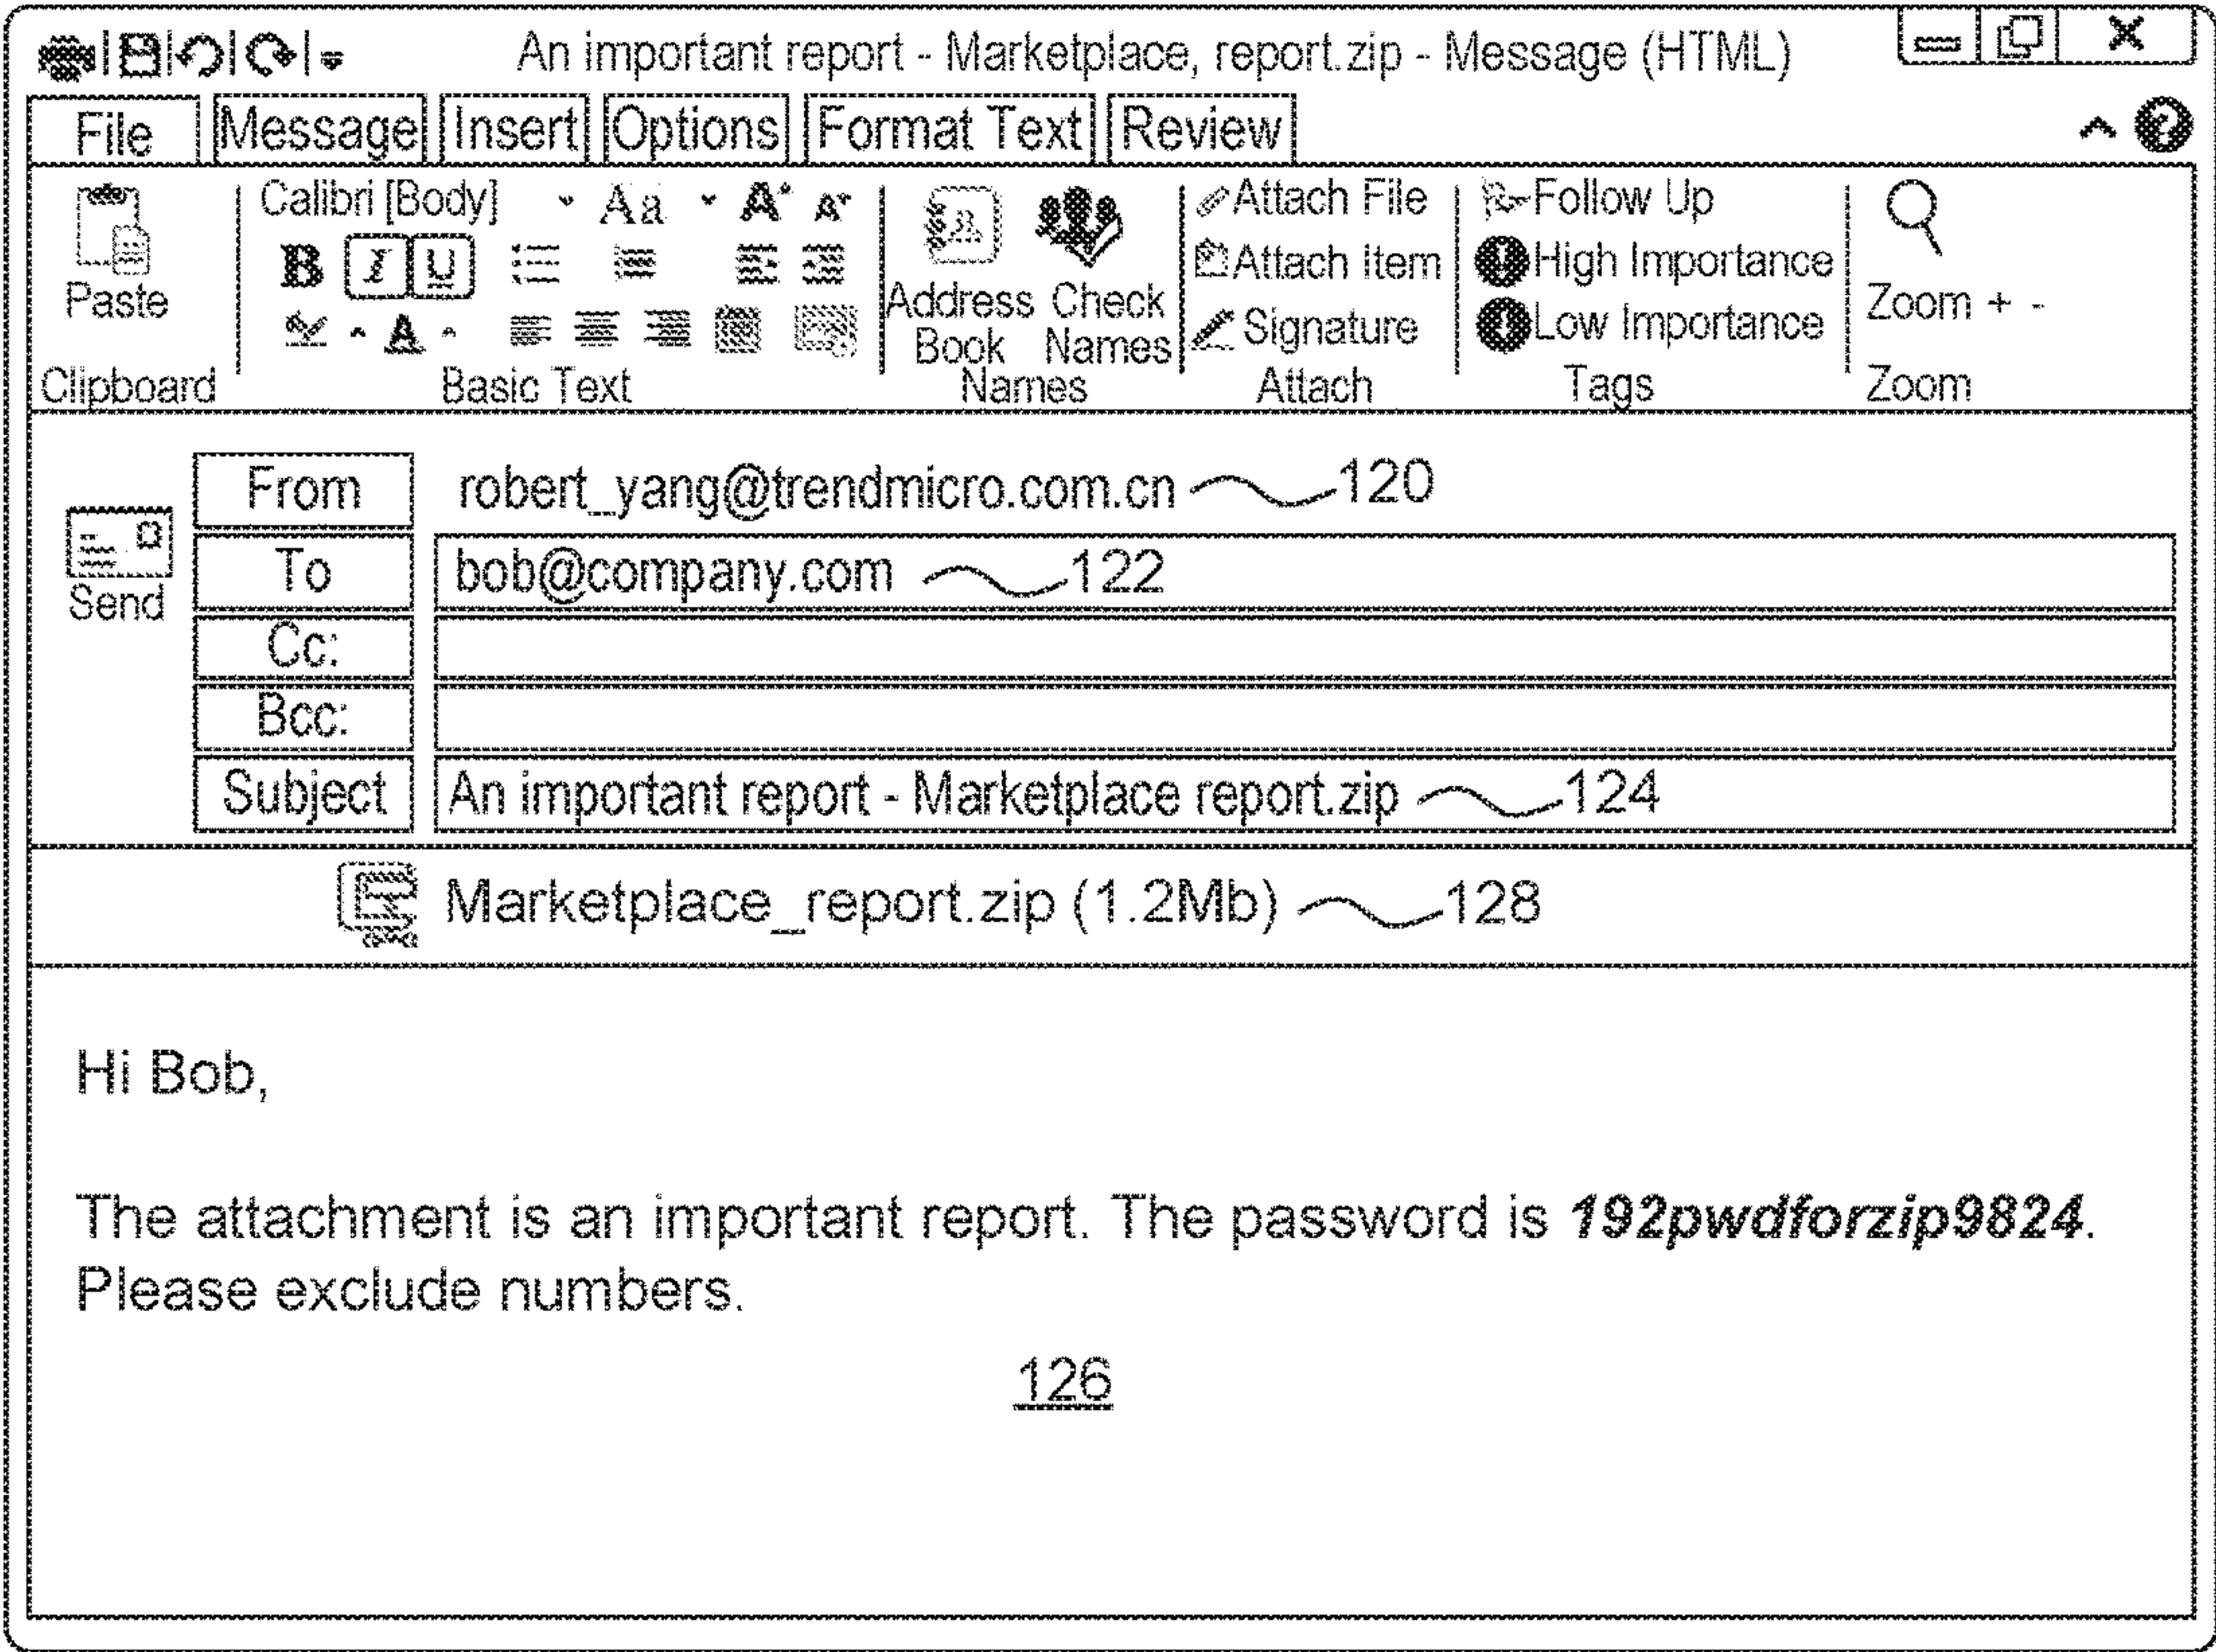 An important report - Marketplace, report.zip - Message (HTML)
File Message Insert Options Format Text Review
Calibri [Body] Aa A A Attach File Follow Up
B I U Attach Item High Importance
Paste Address Check Zoom + -
A Book Names Signature Low Importance
Clipboard Basic Text Names Attach Tags Zoom
From robert_yang@trendmicro.com.cn 120
To bob@company.com 122
Send
Cc:
Bcc:
Subject An important report - Marketplace report.zip 124
Marketplace_report.zip (1.2Mb) 128
Hi Bob,
The attachment is an important report. The password is 192pwdforzip9824.
Please exclude numbers.
126